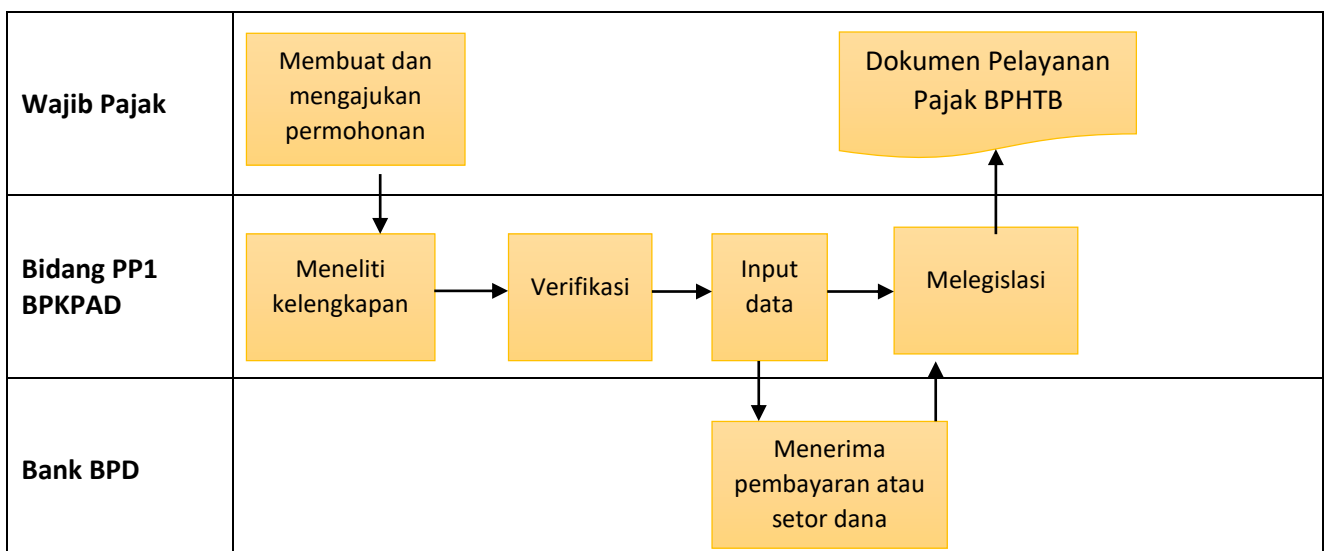 Wajib Pajak
Membuat dan
mengajukan
permohonan
Dokumen Pelayanan
Pajak BPHTB
Bidang PP1
BPKPAD
Meneliti
kelengkapan
Verifikasi
Input
data
Melegislasi
Bank BPD
Menerima
pembayaran atau
setor dana